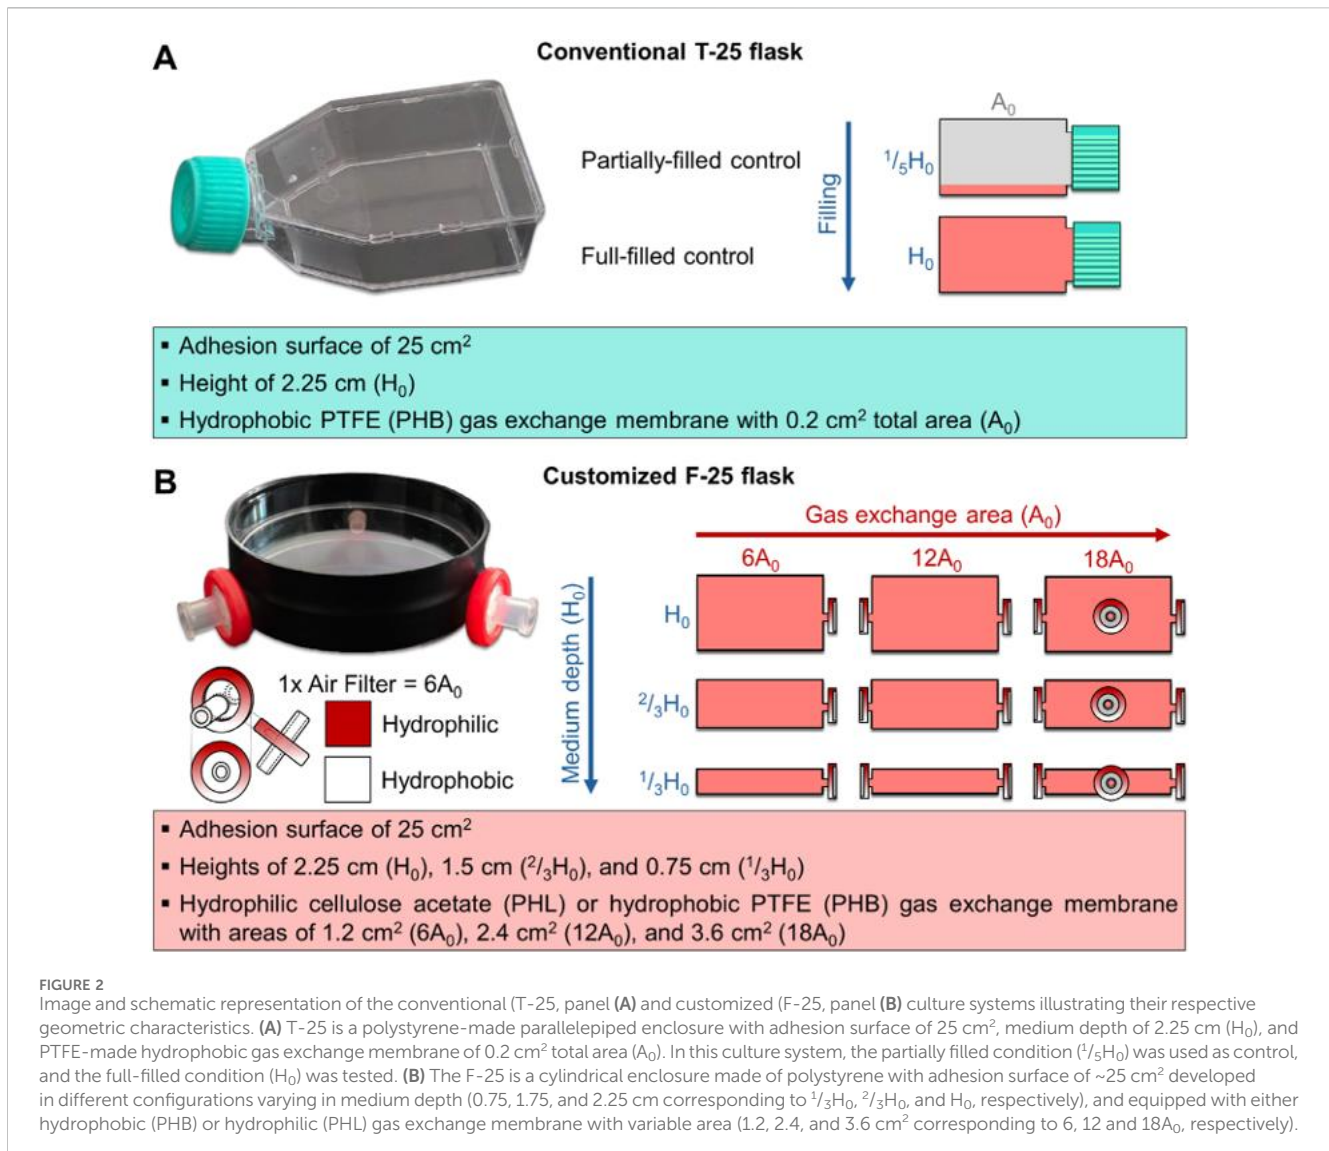 A
Conventional T-25 flask
Partially-filled control
Full-filled control
Filling
A₀
¹/₅H₀
H₀
▪ Adhesion surface of 25 cm²
▪ Height of 2.25 cm (H₀)
▪ Hydrophobic PTFE (PHB) gas exchange membrane with 0.2 cm² total area (A₀)
B
Customized F-25 flask
1x Air Filter = 6A₀
Hydrophilic
Hydrophobic
Medium depth (H₀)
Gas exchange area (A₀)
6A₀ 12A₀ 18A₀
H₀
²/₃H₀
¹/₃H₀
▪ Adhesion surface of 25 cm²
▪ Heights of 2.25 cm (H₀), 1.5 cm (²/₃H₀), and 0.75 cm (¹/₃H₀)
▪ Hydrophilic cellulose acetate (PHL) or hydrophobic PTFE (PHB) gas exchange membrane
with areas of 1.2 cm² (6A₀), 2.4 cm² (12A₀), and 3.6 cm² (18A₀)
FIGURE 2
Image and schematic representation of the conventional (T-25, panel (A) and customized (F-25, panel (B) culture systems illustrating their respective
geometric characteristics. (A) T-25 is a polystyrene-made parallelepiped enclosure with adhesion surface of 25 cm², medium depth of 2.25 cm (H₀), and
PTFE-made hydrophobic gas exchange membrane of 0.2 cm² total area (A₀). In this culture system, the partially filled condition (¹/₅H₀) was used as control,
and the full-filled condition (H₀) was tested. (B) The F-25 is a cylindrical enclosure made of polystyrene with adhesion surface of ~25 cm² developed
in different configurations varying in medium depth (0.75, 1.75, and 2.25 cm corresponding to ¹/₃H₀, ²/₃H₀, and H₀, respectively), and equipped with either
hydrophobic (PHB) or hydrophilic (PHL) gas exchange membrane with variable area (1.2, 2.4, and 3.6 cm² corresponding to 6, 12 and 18A₀, respectively).